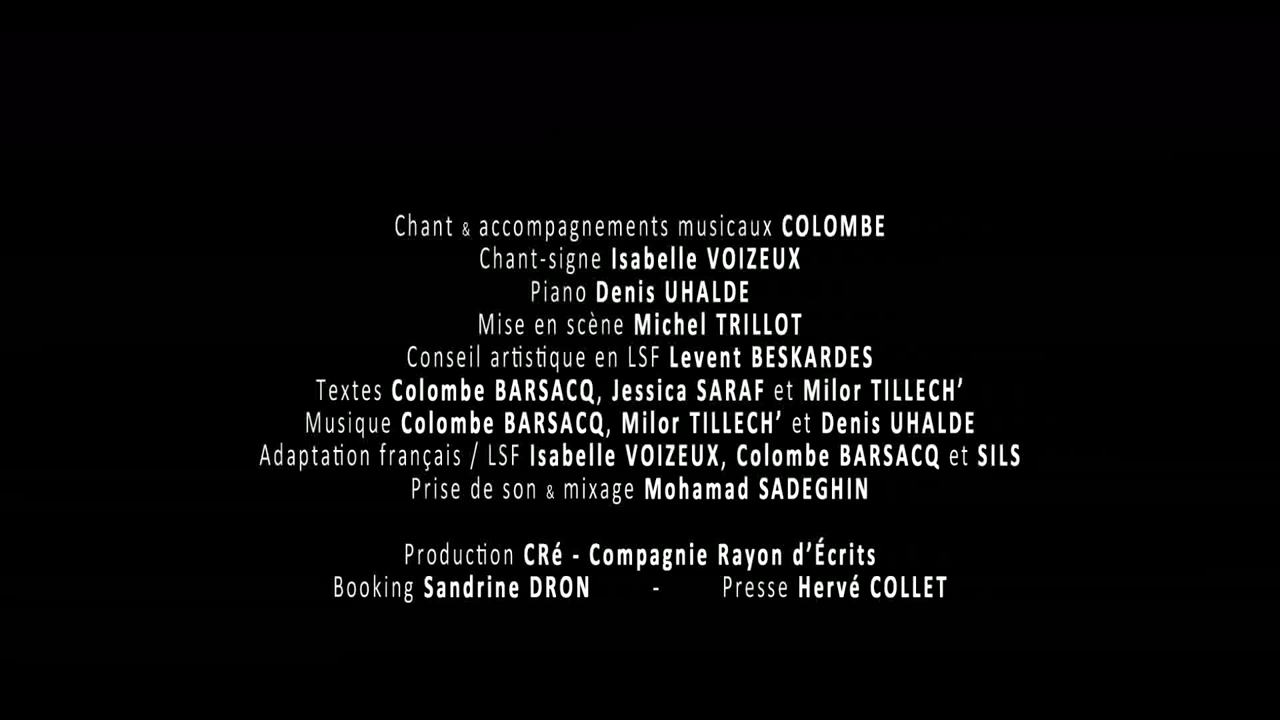 Chant & accompagnements musicaux COLOMBE
Chant-signe Isabelle VOIZEUX
Piano Denis UHALDE
Mise en scène Michel TRILLOT
Conseil artistique en LSF Levent BESKARDES
Textes Colombe BARSACQ, Jessica SARAF et Milor TILLECH’
Musique Colombe BARSACQ, Milor TILLECH’ et Denis UHALDE
Adaptation français / LSF Isabelle VOIZEUX, Colombe BARSACQ et SILS
Prise de son & mixage Mohamad SADEGHIN
Production CRé - Compagnie Rayon d’Écrits
Booking Sandrine DRON - Presse Hervé COLLET